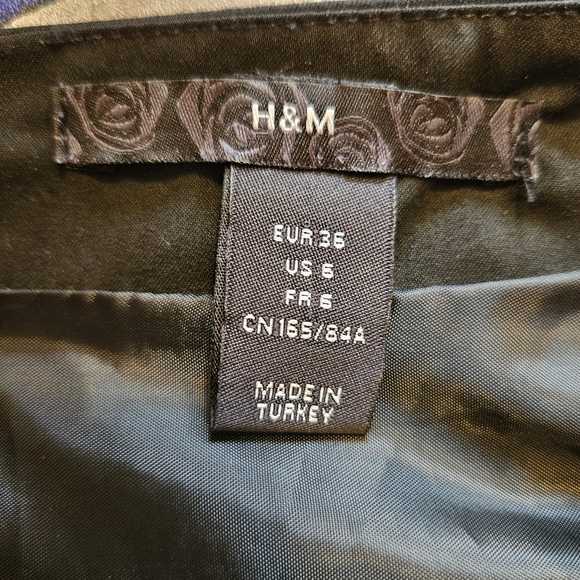 H&M
EUR 36
US 6
FR 6
CN 165/84A
MADE IN
TURKEY